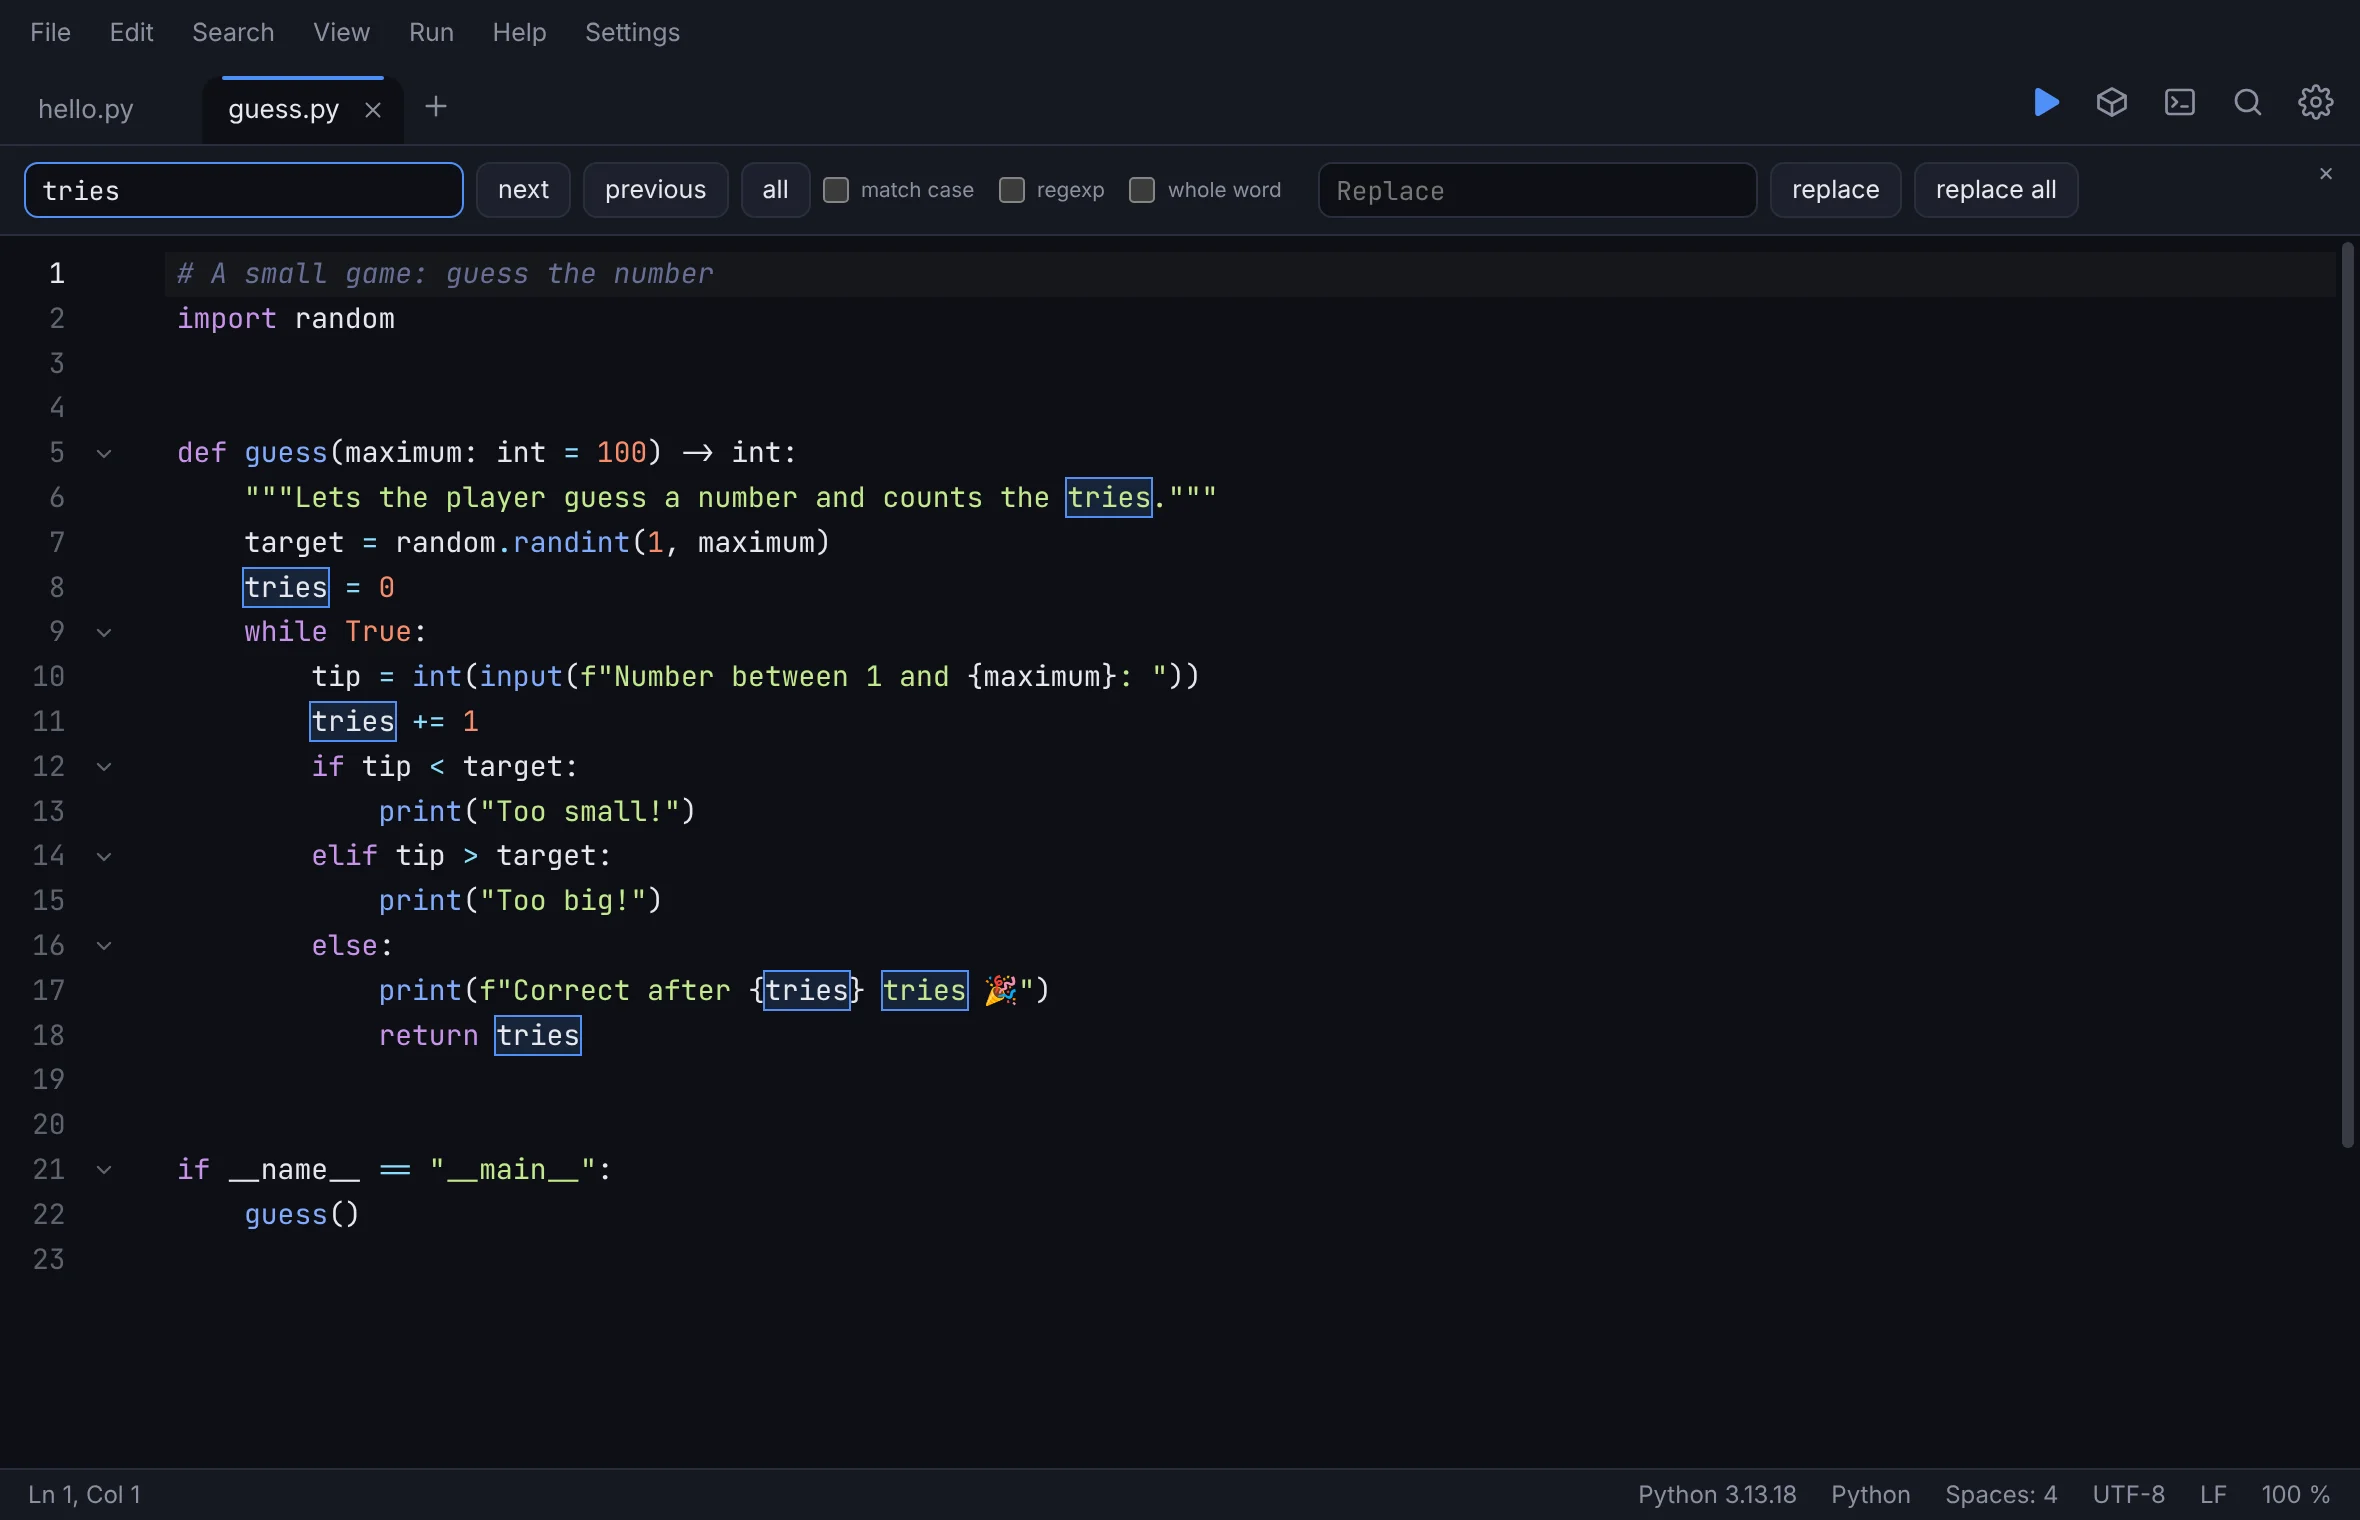 File Edit Search View Run Help Settings
hello.py guess.py × +
tries next previous all match case regexp whole word Replace replace replace all ×
1 # A small game: guess the number
2 import random
3
4
5 def guess(maximum: int = 100) -> int:
6     """Lets the player guess a number and counts the tries."""
7     target = random.randint(1, maximum)
8     tries = 0
9     while True:
10         tip = int(input(f"Number between 1 and {maximum}: "))
11         tries += 1
12         if tip < target:
13             print("Too small!")
14         elif tip > target:
15             print("Too big!")
16         else:
17             print(f"Correct after {tries} tries 🎉")
18             return tries
19
20
21 if __name__ == "__main__":
22     guess()
23
Ln 1, Col 1 Python 3.13.18 Python Spaces: 4 UTF-8 LF 100 %